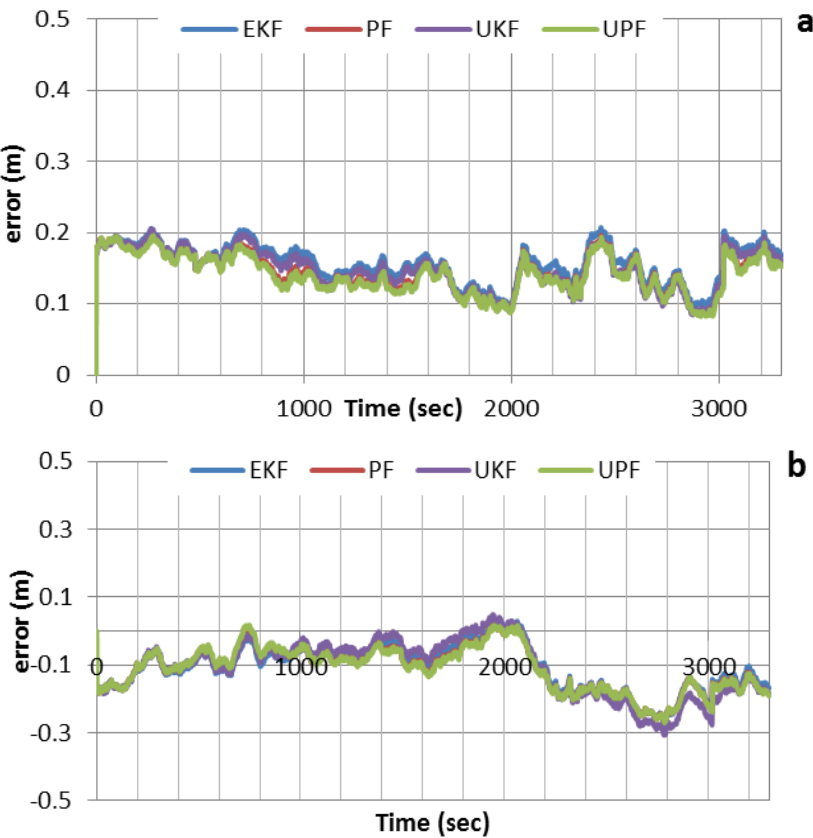 a
EKF PF UKF UPF
0.5
0.4
0.3
0.2
0.1
0
error (m)
0 1000 2000 3000
Time (sec)
b
EKF PF UKF UPF
0.5
0.3
0.1
-0.1
-0.3
-0.5
error (m)
0 1000 2000 3000
Time (sec)